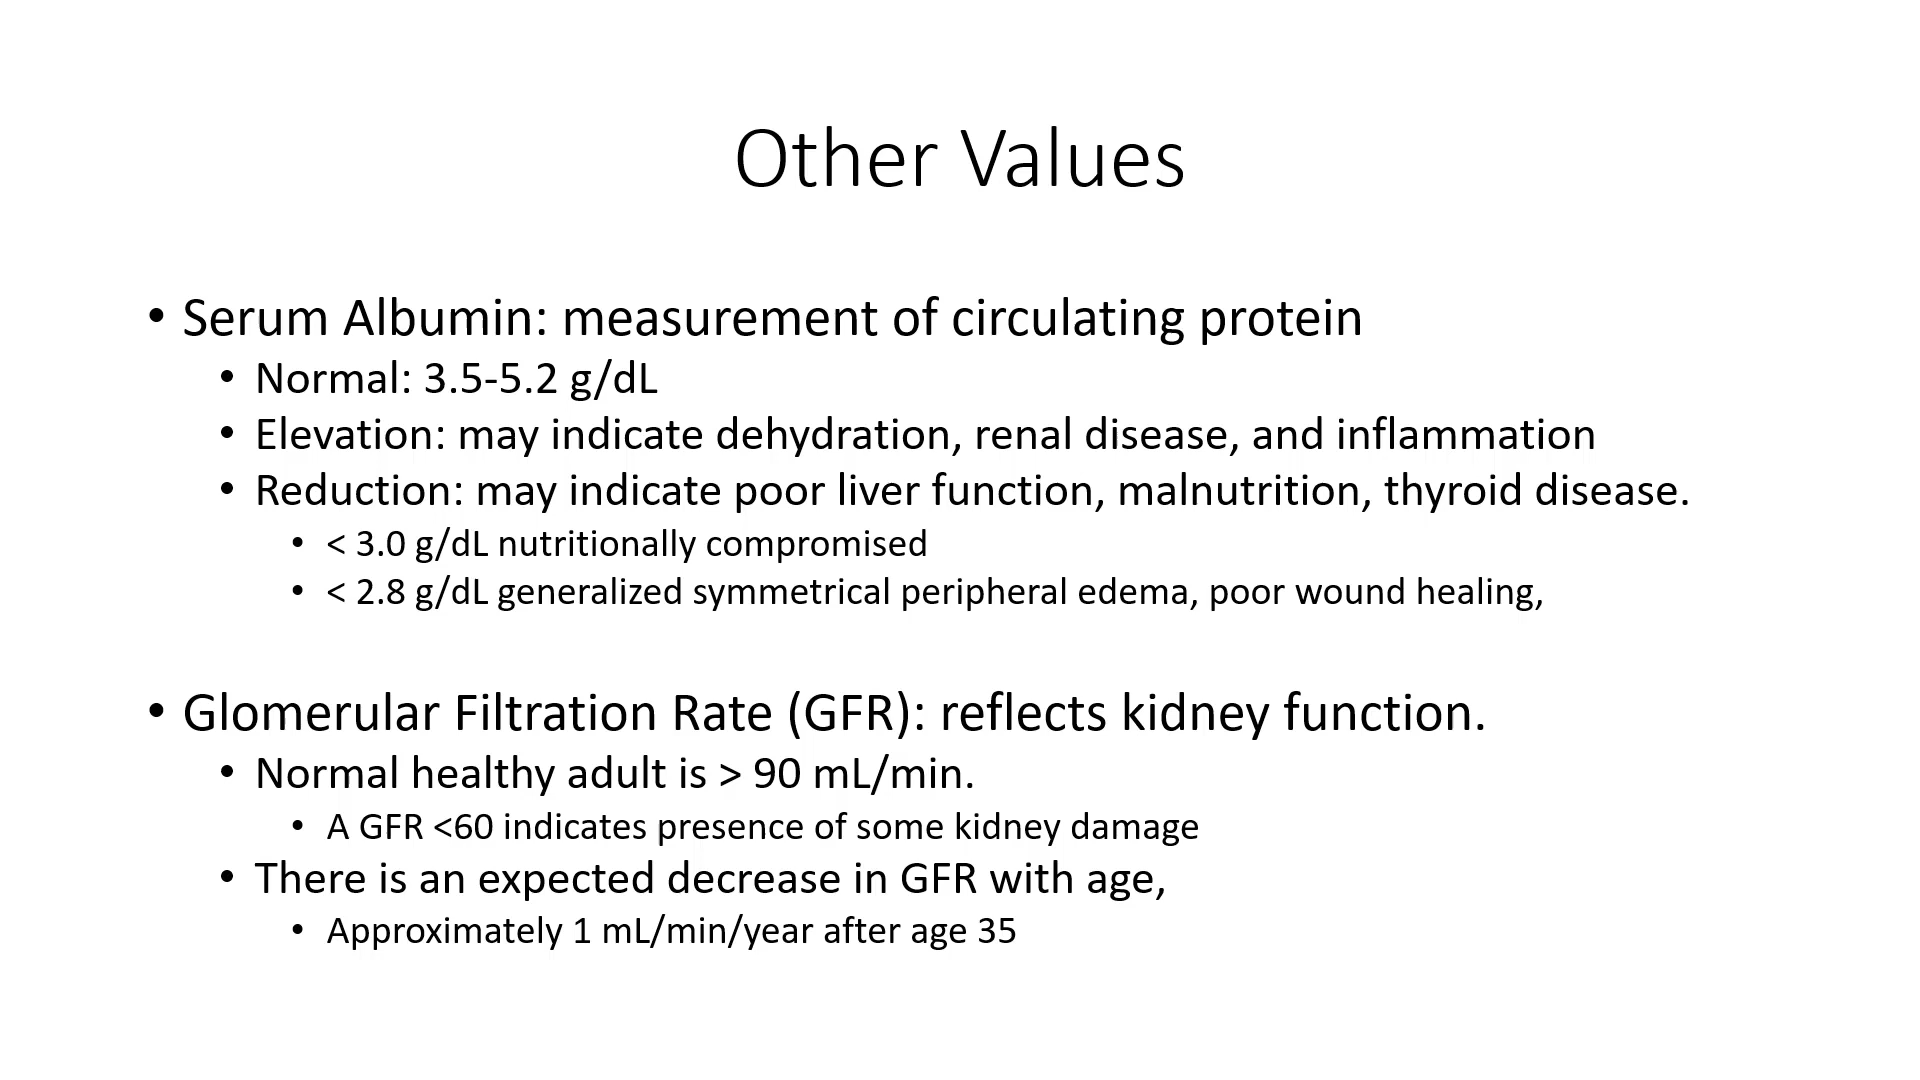 Other Values
• Serum Albumin: measurement of circulating protein
• Normal: 3.5-5.2 g/dL
• Elevation: may indicate dehydration, renal disease, and inflammation
• Reduction: may indicate poor liver function, malnutrition, thyroid disease.
• < 3.0 g/dL nutritionally compromised
• < 2.8 g/dL generalized symmetrical peripheral edema, poor wound healing,
• Glomerular Filtration Rate (GFR): reflects kidney function.
• Normal healthy adult is > 90 mL/min.
• A GFR <60 indicates presence of some kidney damage
• There is an expected decrease in GFR with age,
• Approximately 1 mL/min/year after age 35